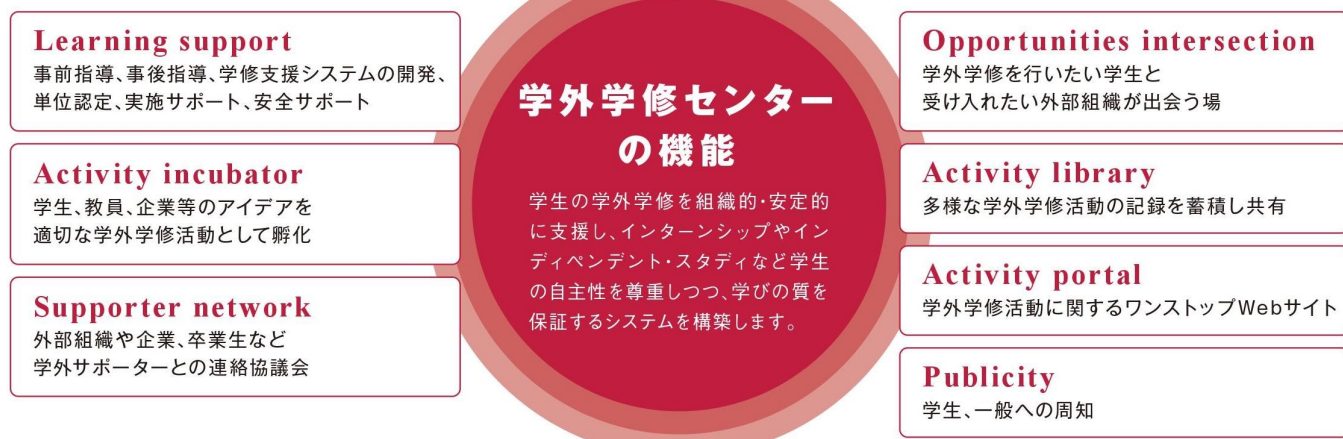 Learning support
事前指導、事後指導、学修支援システムの開発、
単位認定、実施サポート、安全サポート
Activity incubator
学生、教員、企業等のアイデアを
適切な学外学修活動として孵化
Supporter network
外部組織や企業、卒業生など
学外サポーターとの連絡協議会
学外学修センター
の機能
学生の学外学修を組織的・安定的
に支援し、インターンシップやイン
ディペンデント・スタディなど学生
の自主性を尊重しつつ、学びの質を
保証するシステムを構築します。
Opportunities intersection
学外学修を行いたい学生と
受け入れたい外部組織が出会う場
Activity library
多様な学外学修活動の記録を蓄積し共有
Activity portal
学外学修活動に関するワンストップWebサイト
Publicity
学生、一般への周知